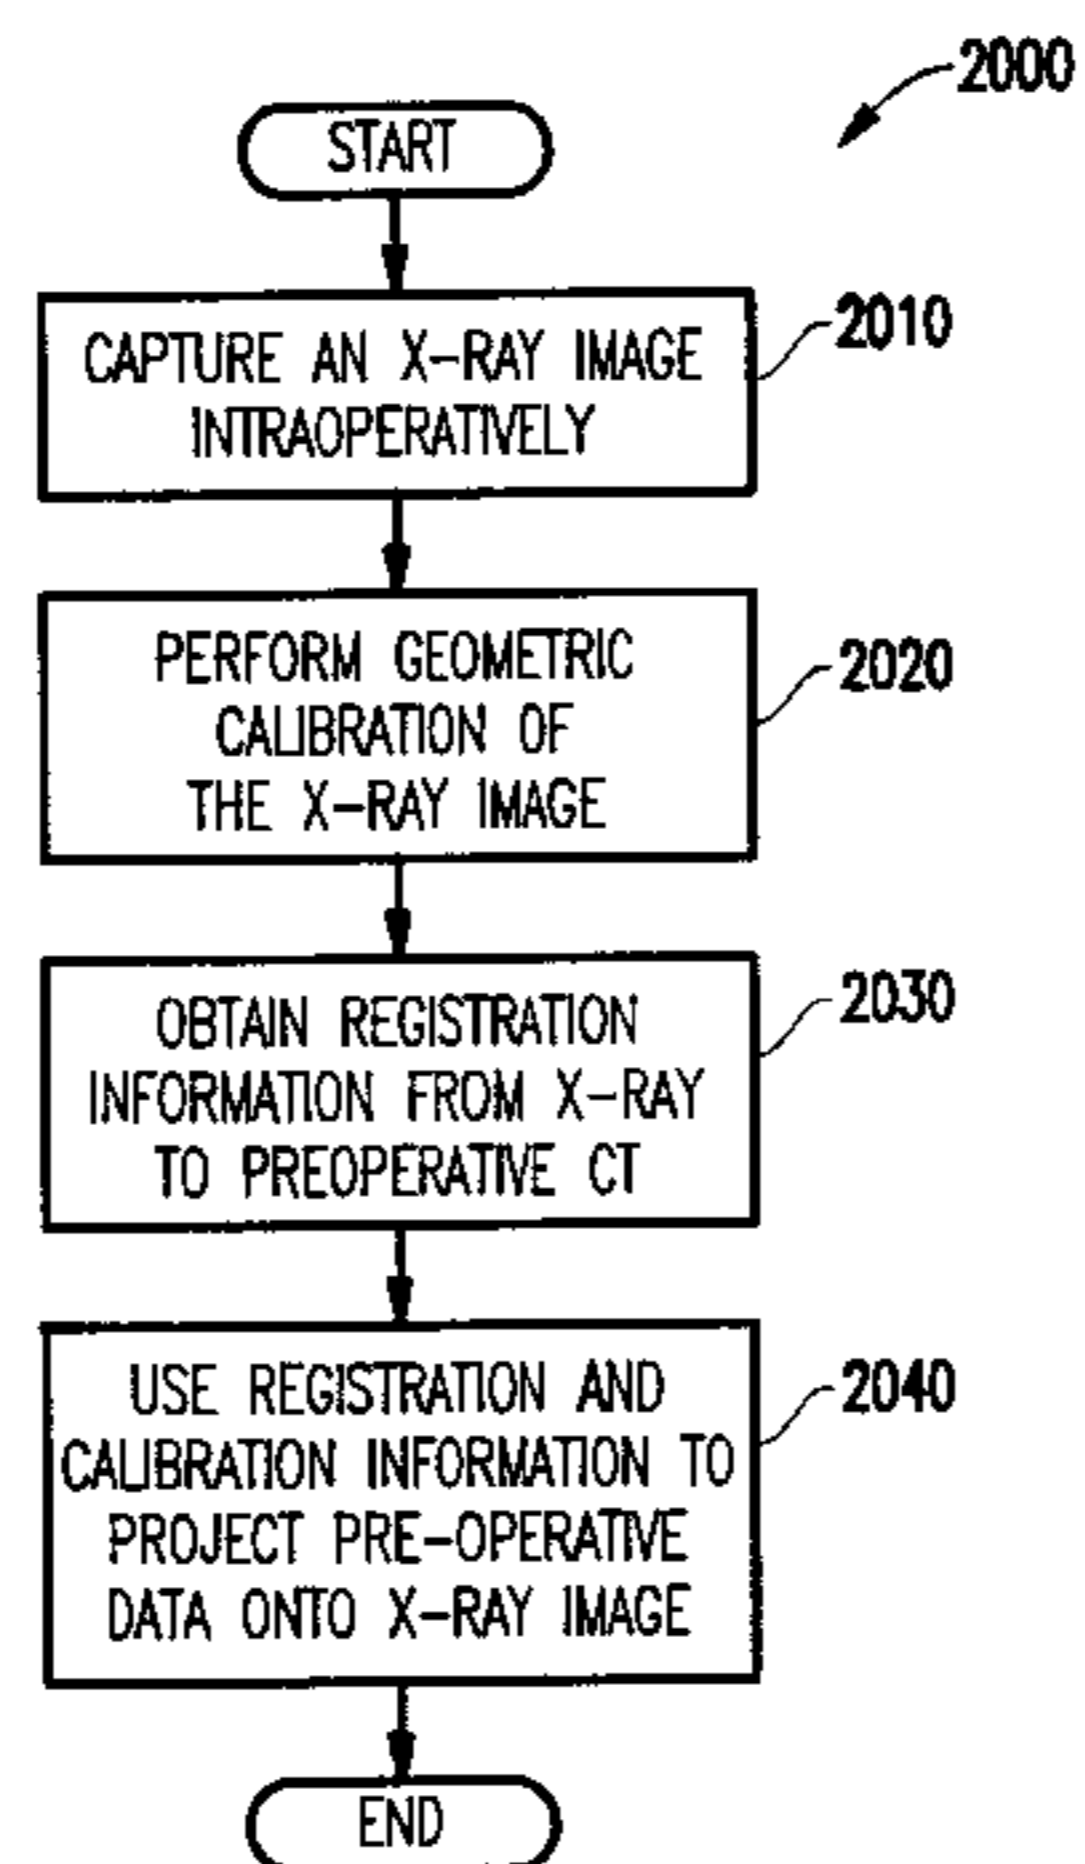 2000
START
CAPTURE AN X-RAY IMAGE
INTRAOPERATIVELY
2010
PERFORM GEOMETRIC
CALIBRATION OF
THE X-RAY IMAGE
2020
OBTAIN REGISTRATION
INFORMATION FROM X-RAY
TO PREOPERATIVE CT
2030
USE REGISTRATION AND
CALIBRATION INFORMATION TO
PROJECT PRE-OPERATIVE
DATA ONTO X-RAY IMAGE
2040
END